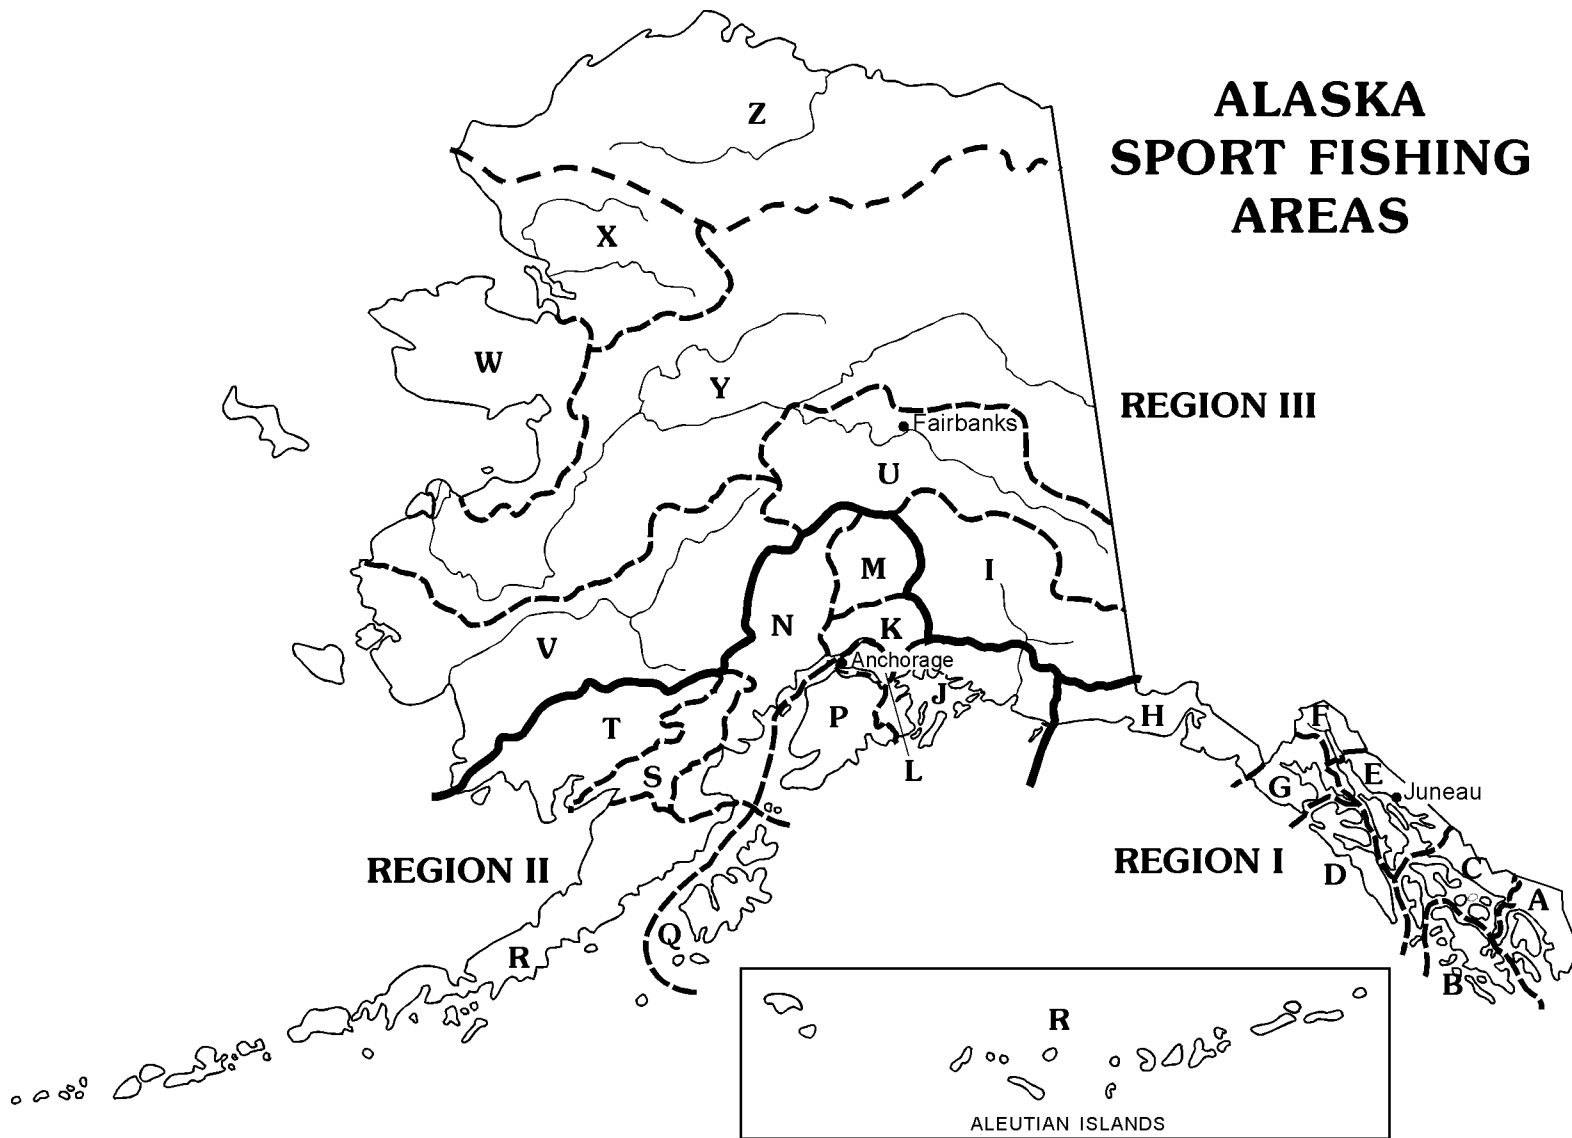 ALASKA
SPORT FISHING
AREAS
Z
X
W
Y
REGION III
Fairbanks
U
M
I
N
K
V
Anchorage
J
T
P
H
F
S
L
E
G
Juneau
REGION II
REGION I
D
C
A
Q
R
B
R
ALEUTIAN ISLANDS